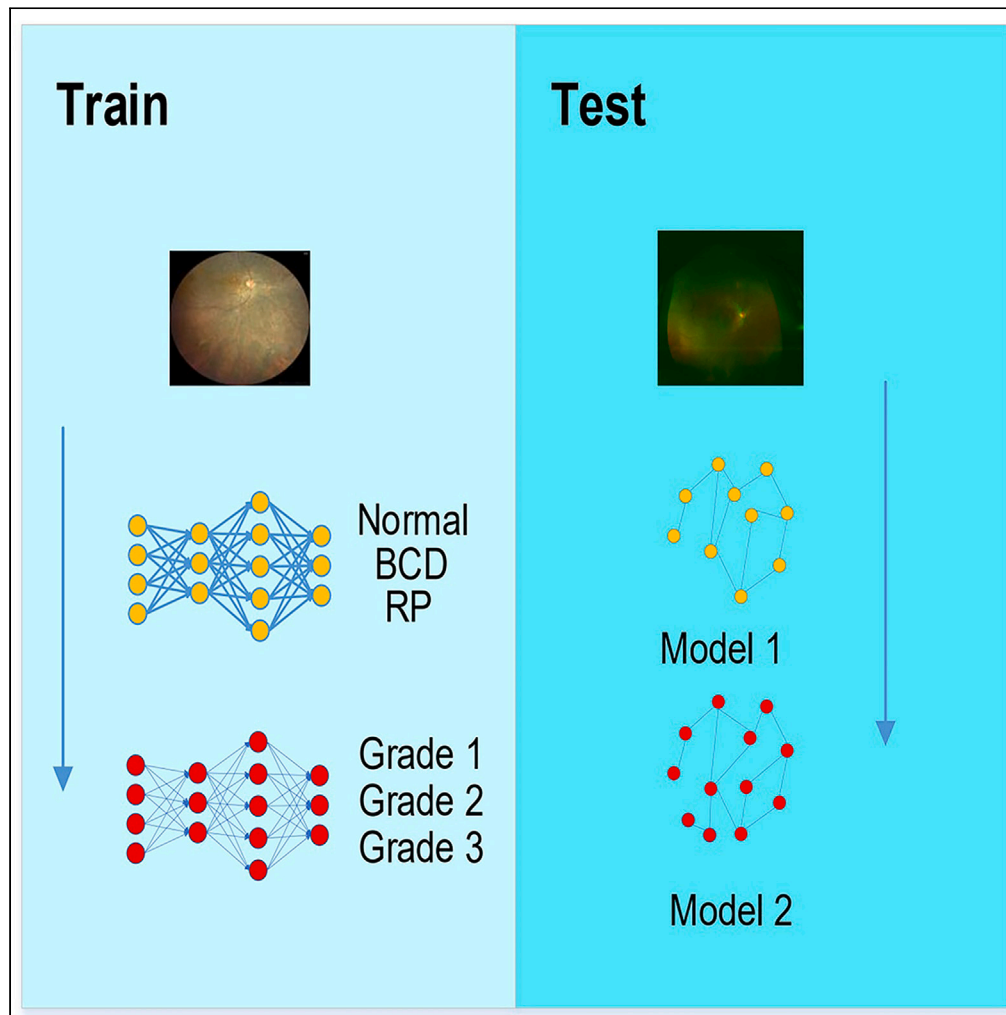 Train
Normal
BCD
RP
Grade 1
Grade 2
Grade 3
Test
Model 1
Model 2